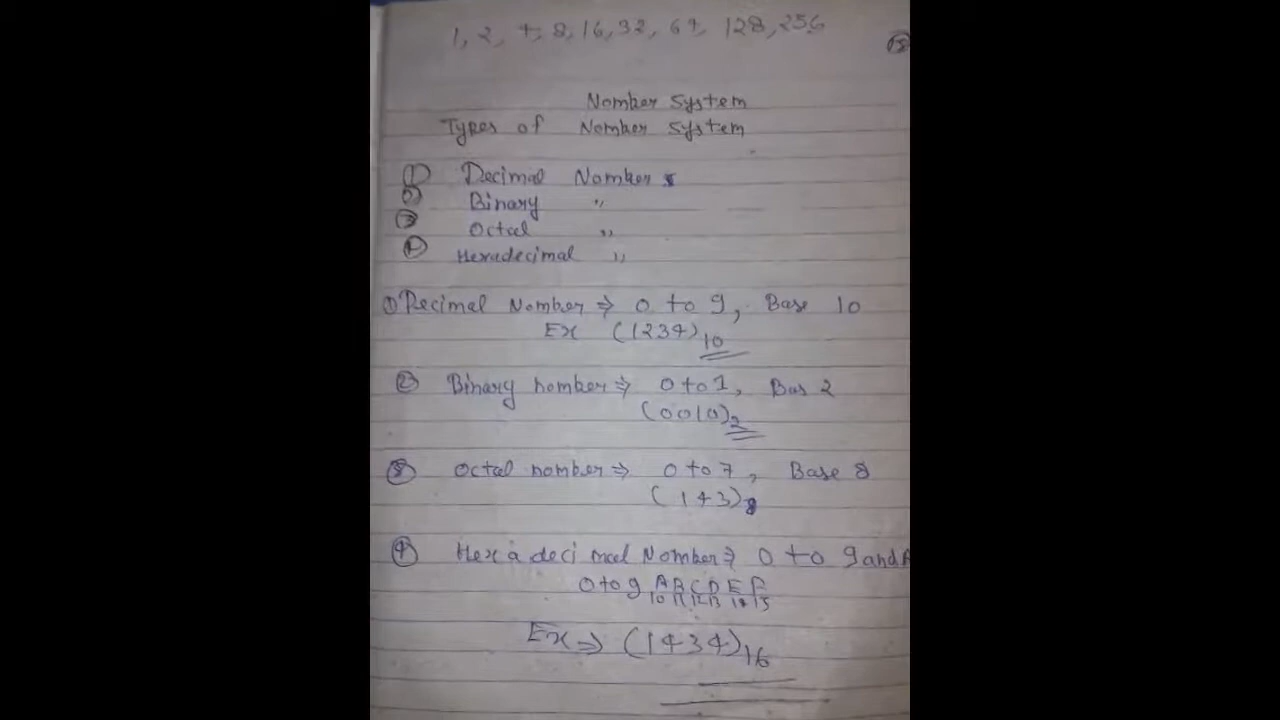 1, 2, 4, 8, 16, 32, 64, 128, 256
Nomber System
Types of Nomber System
① Decimal Nombers
② Binary "
③ Octal "
④ Hexadecimal "
① Decimal Nomber ⇒ 0 to 9, Base 10
Ex (1234)10
② Binary nomber ⇒ 0 to 1, Bas 2
(0010)2
③ Octal nomber ⇒ 0 to 7, Base 8
(143)8
④ Hexadecimal Nomber ⇒ 0 to 9 and A
0 to 9 A B C D E F
10 11 12 13 14 15
Ex ⇒ (1434)16